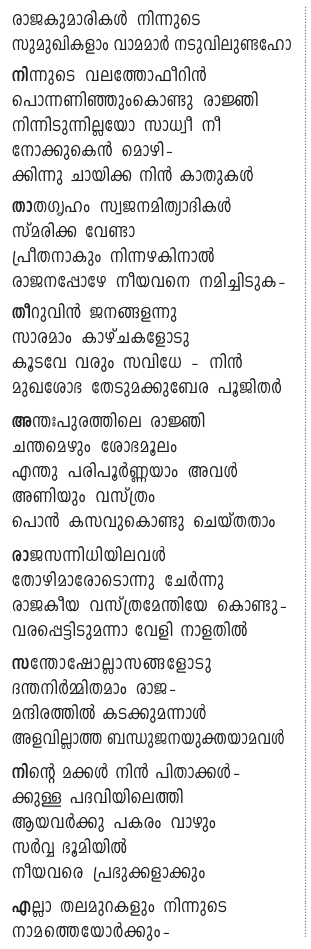 രാജകുമാരികൾ നിന്നുടെ
സുമുഖികളാം വാമമാർ നടുവിലുണ്ടഹോ
നിന്നുടെ വലത്തോഫീറിൻ
പൊന്നണിഞ്ഞുംകൊണ്ടു രാജ്ഞി
നിന്നിടുന്നില്ലയോ സാധ്വീ നീ
നോക്കുകെൻ മൊഴി-
ക്കിന്നു ചായിക്ക നിൻ കാതുകൾ
താതഗൃഹം സ്വജനമിത്യാദികൾ
സ്മരിക്ക വേണ്ടാ
പ്രീതനാകും നിന്നഴകിനാൽ
രാജനപ്പോഴേ നീയവനെ നമിച്ചിടുക-
തീറുവിൻ ജനങ്ങളന്നു
സാരമാം കാഴ്ചകളോടു
കൂടവേ വരും സവിധേ - നിൻ
മുഖശോഭ തേടുമക്കുബേര പൂജിതർ
അന്തഃപുരത്തിലെ രാജ്ഞി
ചന്തമെഴും ശോഭമൂലം
എന്തു പരിപൂർണ്ണയാം അവൾ
അണിയും വസ്ത്രം
പൊൻ കസവുകൊണ്ടു ചെയ്തതാം
രാജസന്നിധിയിലവൾ
തോഴിമാരോടൊന്നു ചേർന്നു
രാജകീയ വസ്ത്രമേന്തിയേ കൊണ്ടു-
വരപ്പെട്ടിടുമന്നാ വേളി നാളതിൽ
സന്തോഷോല്ലാസങ്ങളോടു
ദന്തനിർമ്മിതമാം രാജ-
മന്ദിരത്തിൽ കടക്കുമന്നാൾ
അളവില്ലാത്ത ബന്ധുജനയുക്തയാമവൾ
നിന്റെ മക്കൾ നിൻ പിതാക്കൾ-
ക്കുള്ള പദവിയിലെത്തി
ആയവർക്കു പകരം വാഴും
സർവ്വ ഭൂമിയിൽ
നീയവരെ പ്രഭുക്കളാക്കും
എല്ലാ തലമുറകളും നിന്നുടെ
നാമത്തെയോർക്കും-